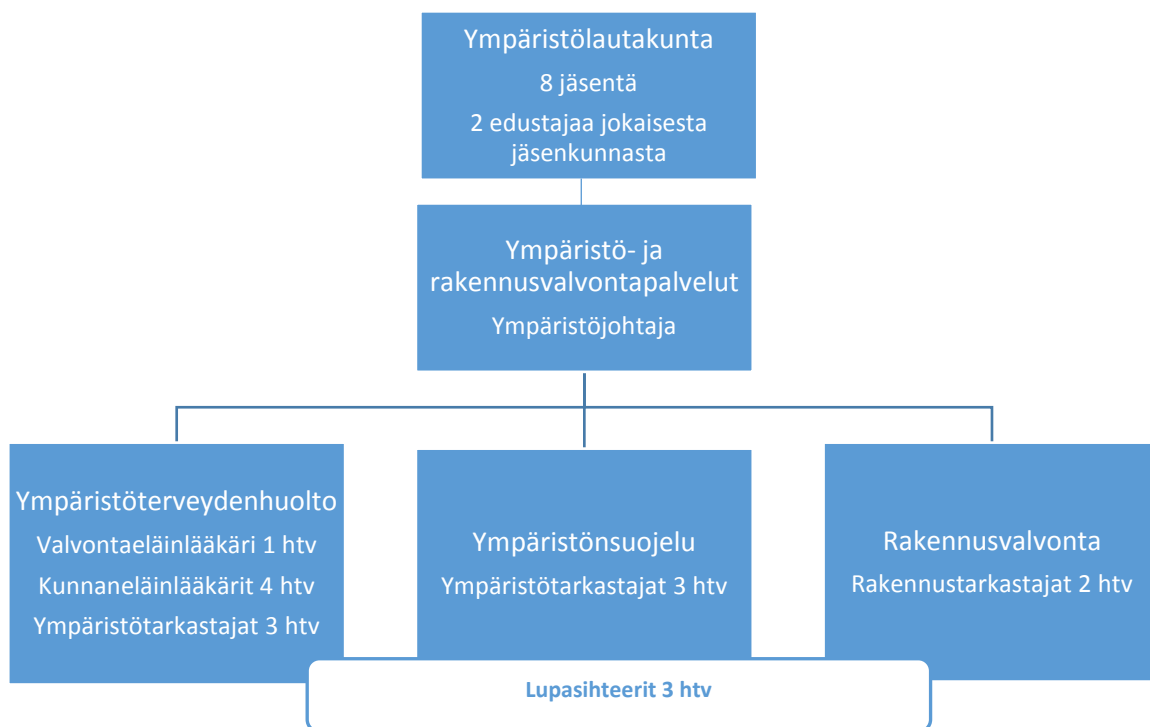 Ympäristölautakunta
8 jäsentä
2 edustajaa jokaisesta
jäsenkunnasta
Ympäristö- ja
rakennusvalvontapalvelut
Ympäristöjohtaja
Ympäristöterveydenhuolto
Valvontaeläinlääkäri 1 htv
Kunnaneläinlääkärit 4 htv
Ympäristötarkastajat 3 htv
Ympäristönsuojelu
Ympäristötarkastajat 3 htv
Rakennusvalvonta
Rakennustarkastajat 2 htv
Lupasihteerit 3 htv